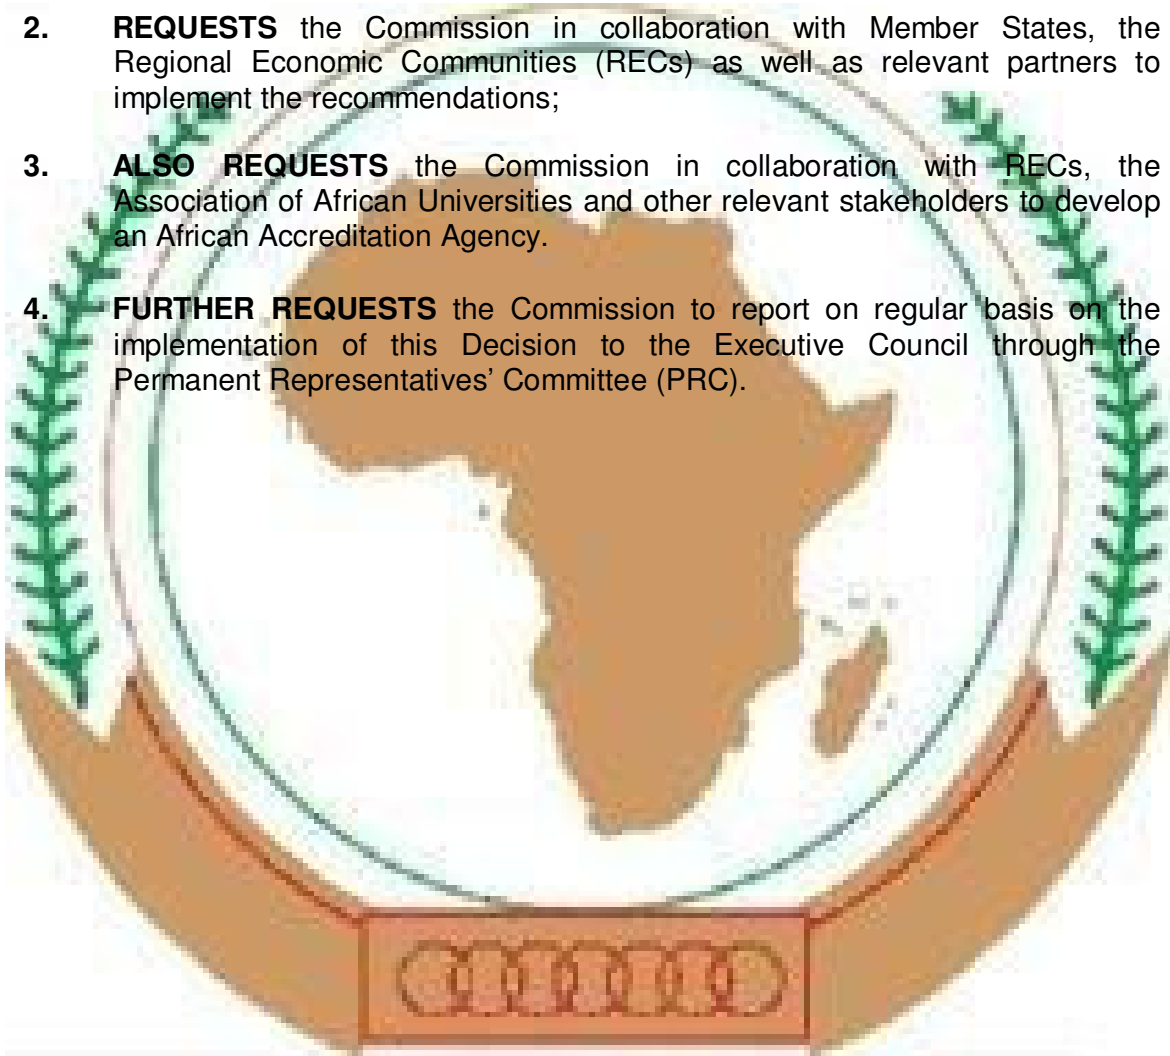 2. REQUESTS the Commission in collaboration with Member States, the
Regional Economic Communities (RECs) as well as relevant partners to
implement the recommendations;
3. ALSO REQUESTS the Commission in collaboration with RECs, the
Association of African Universities and other relevant stakeholders to develop
an African Accreditation Agency.
4. FURTHER REQUESTS the Commission to report on regular basis on the
implementation of this Decision to the Executive Council through the
Permanent Representatives’ Committee (PRC).